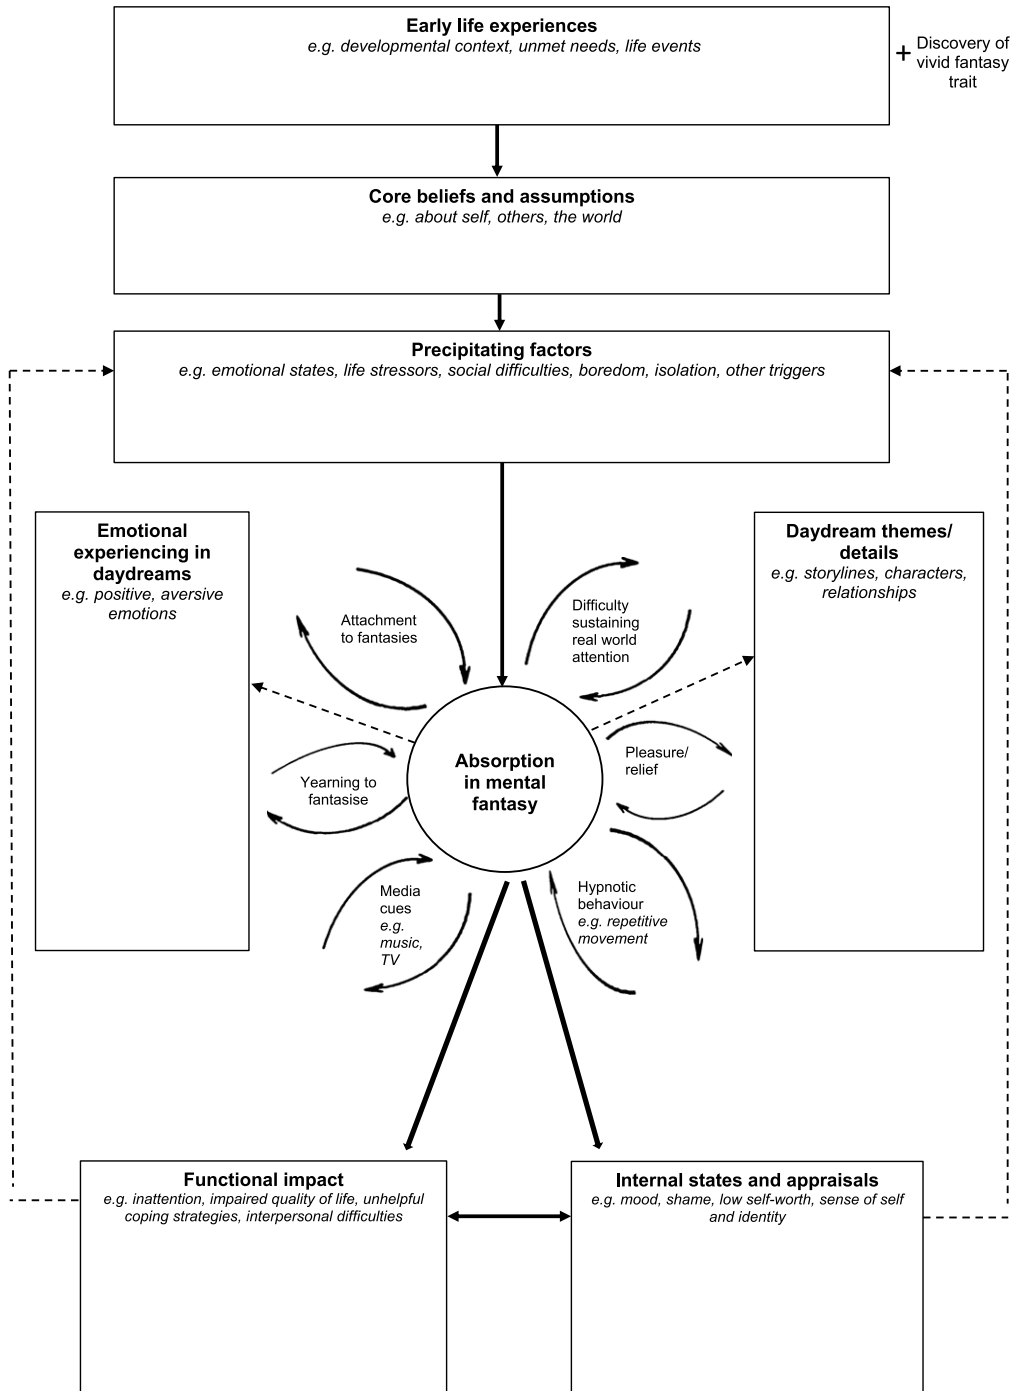 Early life experiences
e.g. developmental context, unmet needs, life events
+ Discovery of
vivid fantasy
trait
Core beliefs and assumptions
e.g. about self, others, the world
Precipitating factors
e.g. emotional states, life stressors, social difficulties, boredom, isolation, other triggers
Emotional
experiencing in
daydreams
e.g. positive, aversive
emotions
Daydream themes/
details
e.g. storylines, characters,
relationships
Attachment
to fantasies
Difficulty
sustaining
real world
attention
Yearning to
fantasise
Absorption
in mental
fantasy
Pleasure/
relief
Media
cues
e.g.
music,
TV
Hypnotic
behaviour
e.g. repetitive
movement
Functional impact
e.g. inattention, impaired quality of life, unhelpful
coping strategies, interpersonal difficulties
Internal states and appraisals
e.g. mood, shame, low self-worth, sense of self
and identity